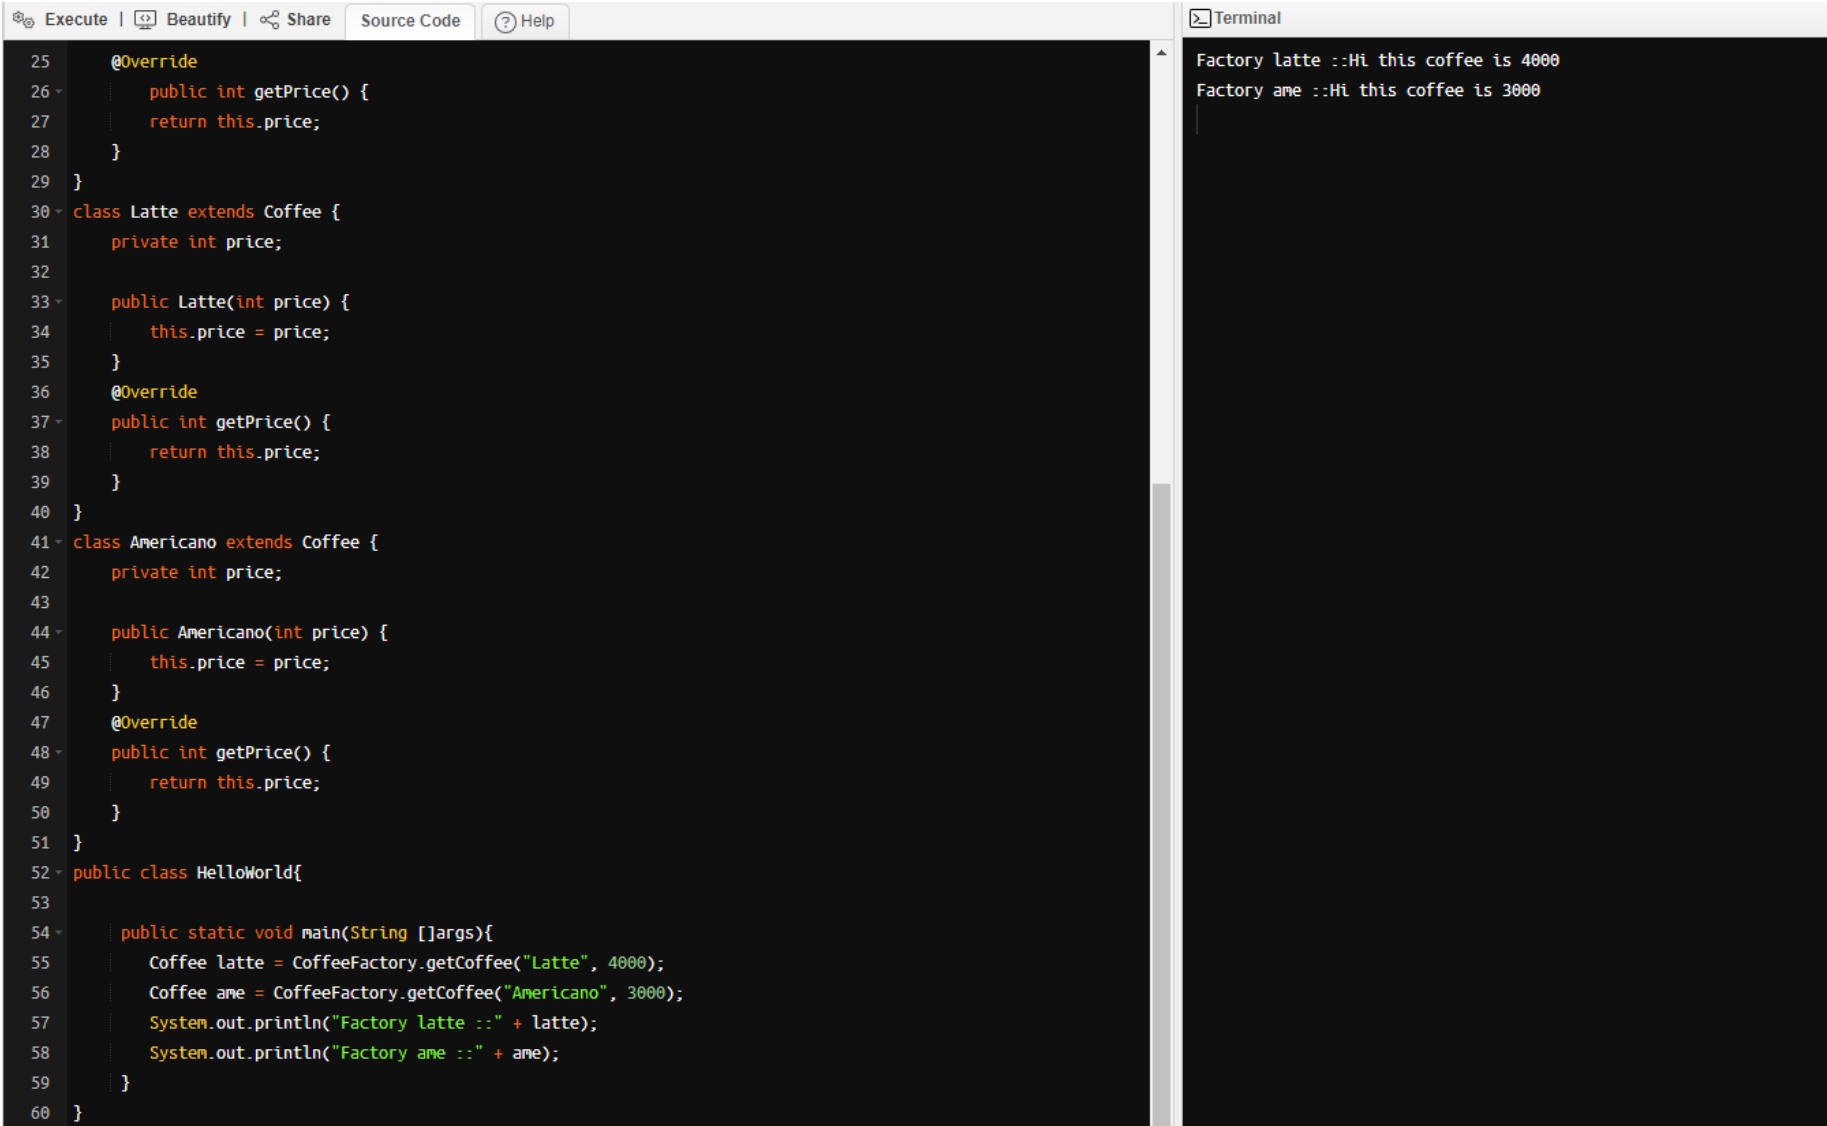 Execute | Beautify | Share Source Code Help
25 @Override
26 public int getPrice() {
27 return this.price;
28 }
29 }
30 class Latte extends Coffee {
31 private int price;
32
33 public Latte(int price) {
34 this.price = price;
35 }
36 @Override
37 public int getPrice() {
38 return this.price;
39 }
40 }
41 class Americano extends Coffee {
42 private int price;
43
44 public Americano(int price) {
45 this.price = price;
46 }
47 @Override
48 public int getPrice() {
49 return this.price;
50 }
51 }
52 public class HelloWorld{
53
54 public static void main(String []args){
55 Coffee latte = CoffeeFactory.getCoffee("Latte", 4000);
56 Coffee ame = CoffeeFactory.getCoffee("Americano", 3000);
57 System.out.println("Factory latte ::" + latte);
58 System.out.println("Factory ame ::" + ame);
59 }
60 }
Terminal
Factory latte ::Hi this coffee is 4000
Factory ame ::Hi this coffee is 3000